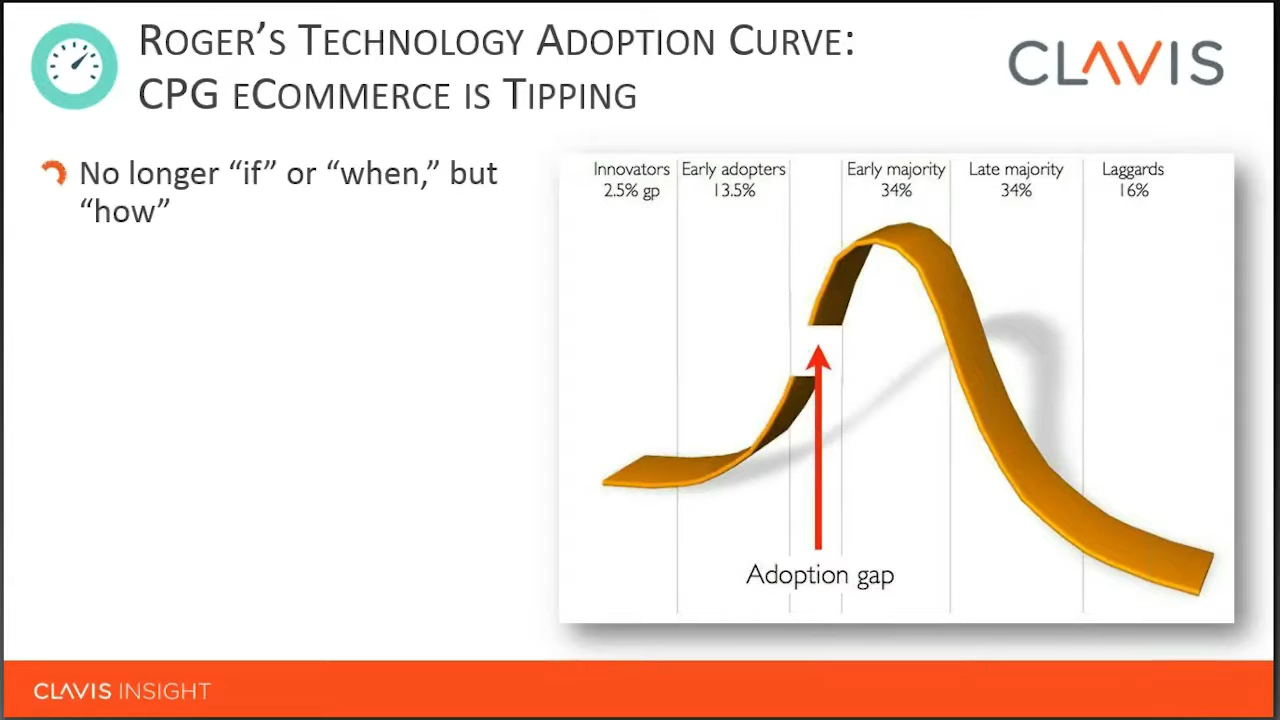 ROGER'S TECHNOLOGY ADOPTION CURVE:
CPG ECOMMERCE IS TIPPING
CLAVIS
No longer “if” or “when,” but
“how”
Innovators
2.5% gp
Early adopters
13.5%
Early majority
34%
Late majority
34%
Laggards
16%
Adoption gap
CLAVIS INSIGHT